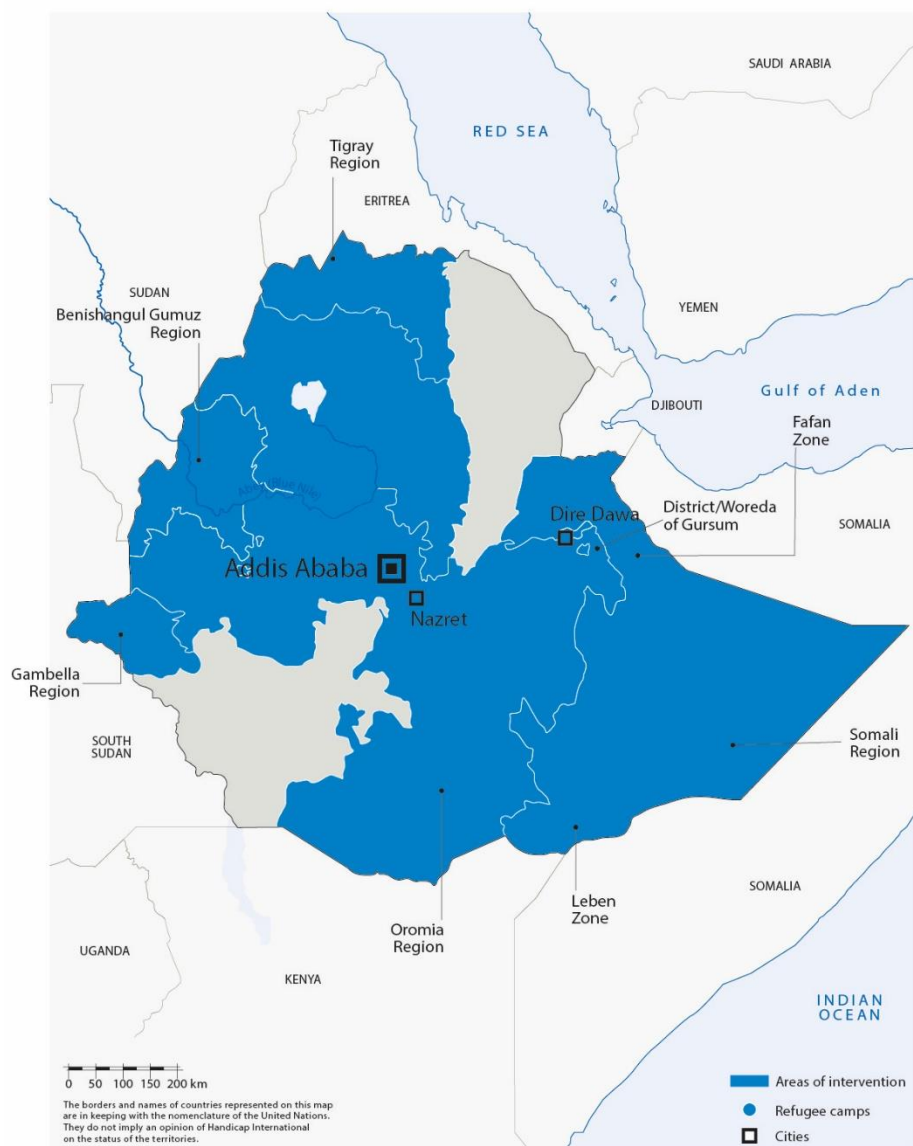 SAUDI ARABIA
RED SEA
Tigray
Region
ERITREA
SUDAN
Benishangul Gumuz
Region
YEMEN
Gulf of Aden
DJIBOUTI
Fafan
Zone
Dire Dawa
District/Woreda
of Gursum
SOMALIA
Addis Ababa
Nazret
Gambella
Region
SOUTH
SUDAN
Somali
Region
Leben
Zone
SOMALIA
Oromia
Region
UGANDA
KENYA
INDIAN
OCEAN
0 50 100 150 200 km
The borders and names of countries represented on this map
are in keeping with the nomenclature of the United Nations.
They do not imply an opinion of Handicap International
on the status of the territories.
Areas of intervention
Refugee camps
Cities